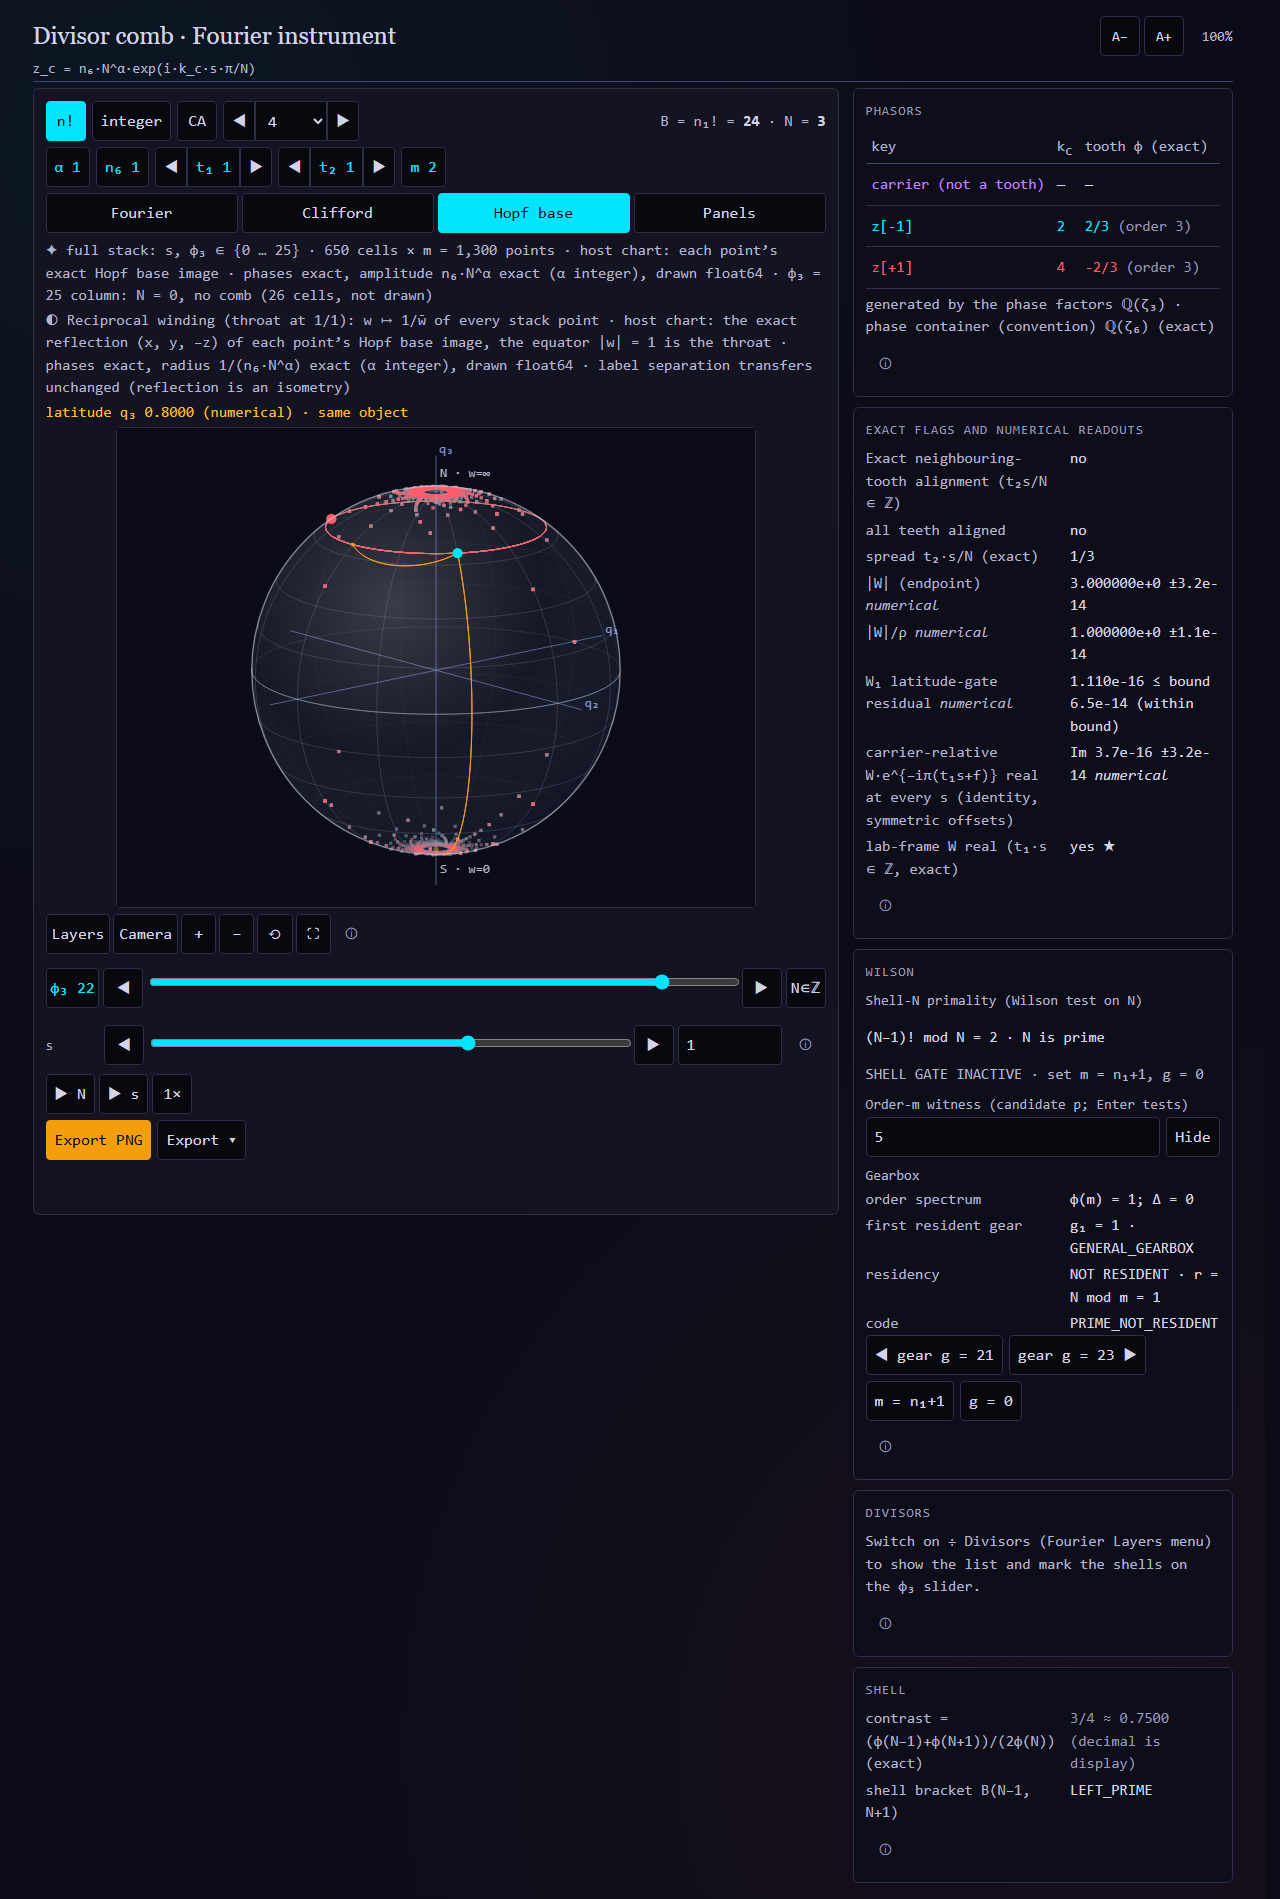 Divisor comb · Fourier instrument
A− A+ 100%
z_c = n₆·N^α·exp(i·k_c·s·π/N)
n! integer CA ◀ 4 ▶ B = n₁! = 24 · N = 3
α 1 n₆ 1 ◀ t₁ 1 ▶ ◀ t₂ 1 ▶ m 2
Fourier Clifford Hopf base Panels
✦ full stack: s, ϕ₃ ∈ {0 … 25} · 650 cells × m = 1,300 points · host chart: each point’s
exact Hopf base image · phases exact, amplitude n₆·N^α exact (α integer), drawn float64 · ϕ₃ =
25 column: N = 0, no comb (26 cells, not drawn)
◐ Reciprocal winding (throat at 1/1): w ↦ 1/w̄ of every stack point · host chart: the exact
reflection (x, y, −z) of each point’s Hopf base image, the equator |w| = 1 is the throat ·
phases exact, radius 1/(n₆·N^α) exact (α integer), drawn float64 · label separation transfers
unchanged (reflection is an isometry)
latitude q₃ 0.8000 (numerical) · same object
q₃
N · w=∞
q₁
q₂
S · w=0
Layers Camera + − ⟲ ⛶ ⓘ
ϕ₃ 22 ◀ ▶ N∈ℤ
s ◀ ▶ 1 ⓘ
▶ N ▶ s 1×
Export PNG Export ▾
PHASORS
key k_C tooth ϕ (exact)
carrier (not a tooth) — —
z[-1] 2 2/3 (order 3)
z[+1] 4 -2/3 (order 3)
generated by the phase factors ℚ(ζ₃) ·
phase container (convention) ℚ(ζ₆) (exact)
ⓘ
EXACT FLAGS AND NUMERICAL READOUTS
Exact neighbouring- no
tooth alignment (t₂s/N
∈ ℤ)
all teeth aligned no
spread t₂·s/N (exact) 1/3
|W| (endpoint) 3.000000e+0 ±3.2e-
numerical 14
|W|/ρ numerical 1.000000e+0 ±1.1e-
14
W₁ latitude-gate 1.110e-16 ≤ bound
residual numerical 6.5e-14 (within
bound)
carrier-relative Im 3.7e-16 ±3.2e-
W·e^{−iπ(t₁s+f)} real 14 numerical
at every s (identity,
symmetric offsets)
lab-frame W real (t₁·s yes ★
∈ ℤ, exact)
ⓘ
WILSON
Shell-N primality (Wilson test on N)
(N−1)! mod N = 2 · N is prime
SHELL GATE INACTIVE · set m = n₁+1, g = 0
Order-m witness (candidate p; Enter tests)
5 Hide
Gearbox
order spectrum ϕ(m) = 1; Δ = 0
first resident gear g₁ = 1 ·
GENERAL_GEARBOX
residency NOT RESIDENT · r =
N mod m = 1
code PRIME_NOT_RESIDENT
◀ gear g = 21 gear g = 23 ▶
m = n₁+1 g = 0
ⓘ
DIVISORS
Switch on ÷ Divisors (Fourier Layers menu)
to show the list and mark the shells on
the ϕ₃ slider.
ⓘ
SHELL
contrast = 3/4 ≈ 0.7500
(ϕ(N−1)+ϕ(N+1))/(2ϕ(N)) (decimal is
(exact) display)
shell bracket B(N−1, LEFT_PRIME
N+1)
ⓘ